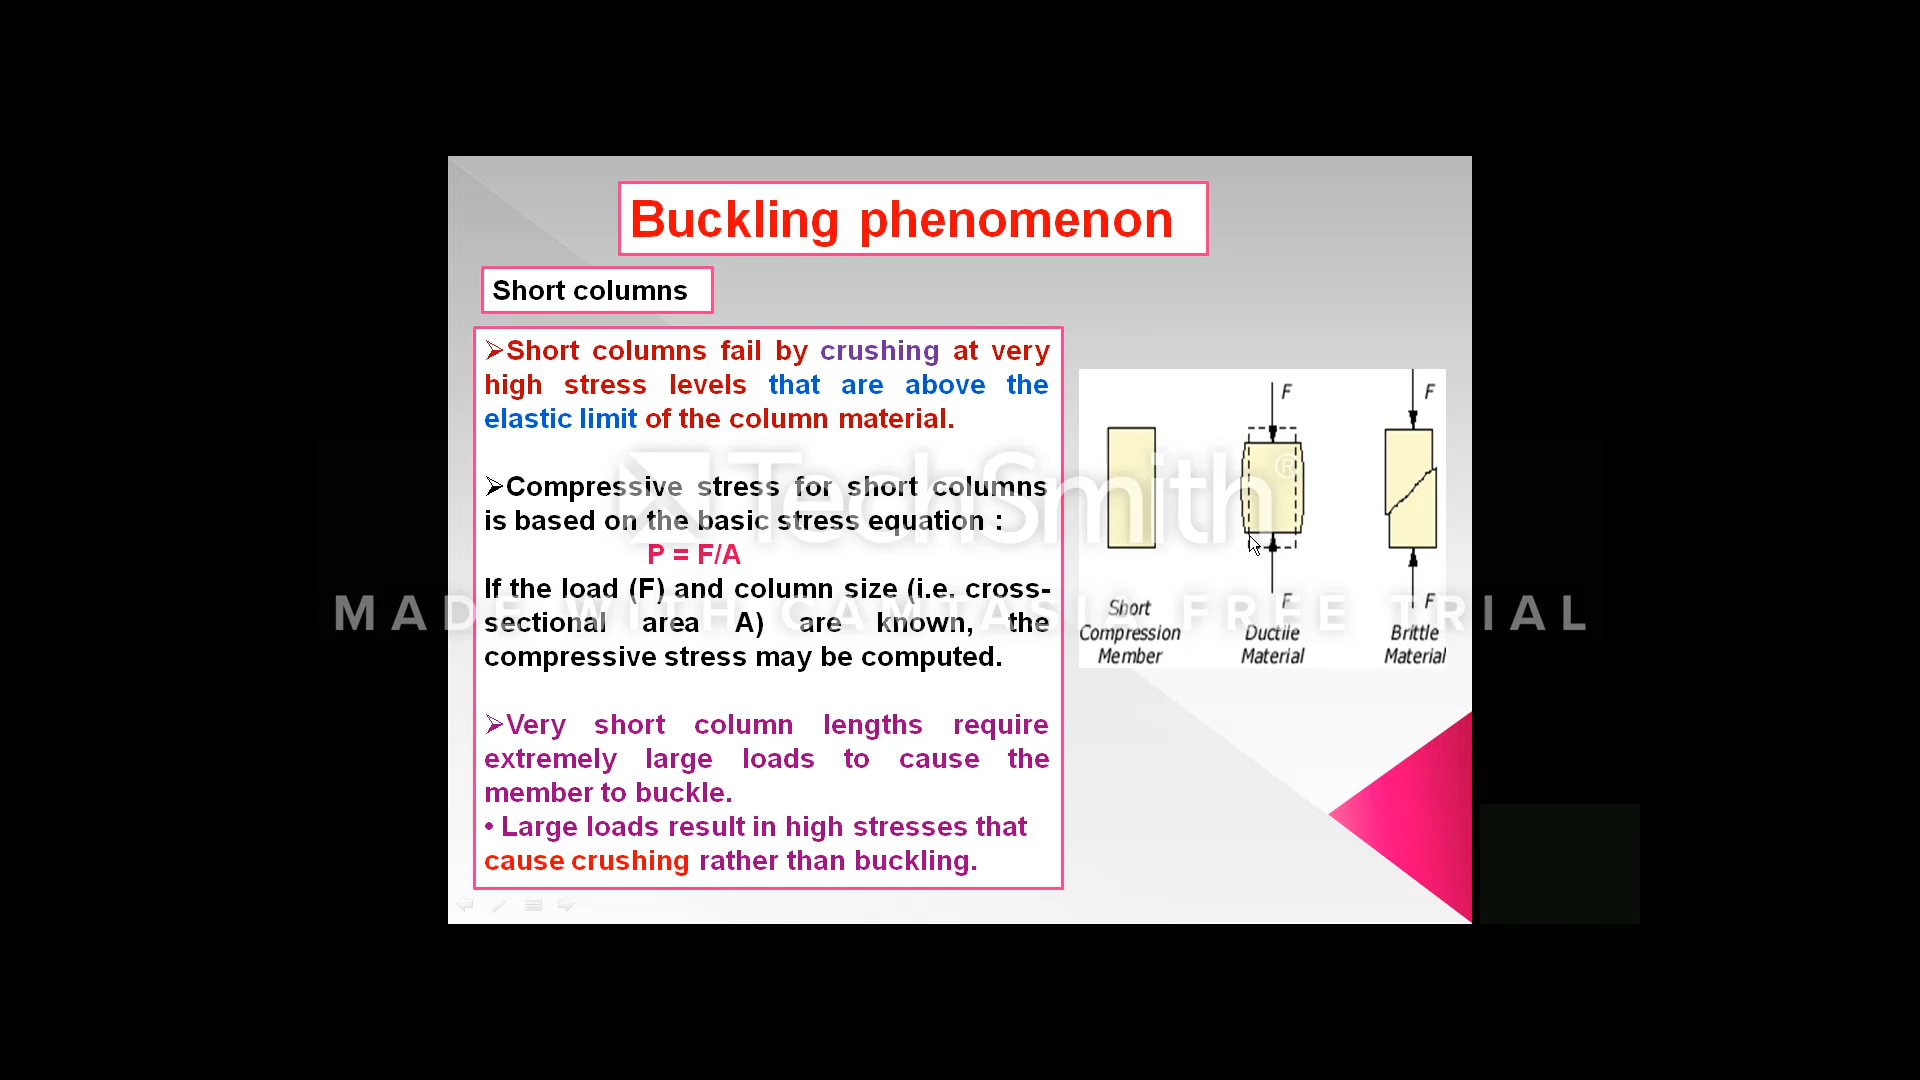 Buckling phenomenon
Short columns
➢Short columns fail by crushing at very
high stress levels that are above the
elastic limit of the column material.
➢Compressive stress for short columns
is based on the basic stress equation :
P = F/A
If the load (F) and column size (i.e. cross-
sectional area A) are known, the
compressive stress may be computed.
➢Very short column lengths require
extremely large loads to cause the
member to buckle.
• Large loads result in high stresses that
cause crushing rather than buckling.
F
F
F
F
Short
Compression
Member
Ductile
Material
Brittle
Material
TechSmith®
MADE WITH CAMTASIA FREE TRIAL